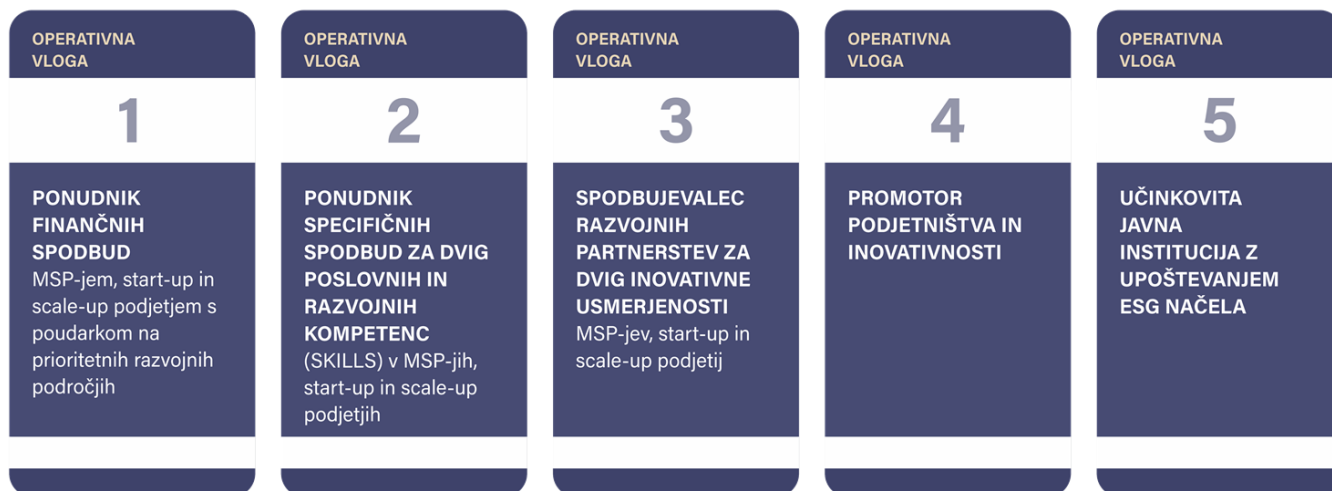 OPERATIVNA
VLOGA
1
PONUDNIK
FINANČNIH
SPODBUD
MSP-jem, start-up in
scale-up podjetjem s
poudarkom na
prioritetnih razvojnih
področjih
OPERATIVNA
VLOGA
2
PONUDNIK
SPECIFIČNIH
SPODBUD ZA DVIG
POSLOVNIH IN
RAZVOJNIH
KOMPETENC
(SKILLS) v MSP-jih,
start-up in scale-up
podjetjih
OPERATIVNA
VLOGA
3
SPODBUJEVALEC
RAZVOJNIH
PARTNERSTEV ZA
DVIG INOVATIVNE
USMERJENOSTI
MSP-jev, start-up in
scale-up podjetij
OPERATIVNA
VLOGA
4
PROMOTOR
PODJETNIŠTVA IN
INOVATIVNOSTI
OPERATIVNA
VLOGA
5
UČINKOVITA
JAVNA
INSTITUCIJA Z
UPOŠTEVANJEM
ESG NAČELA